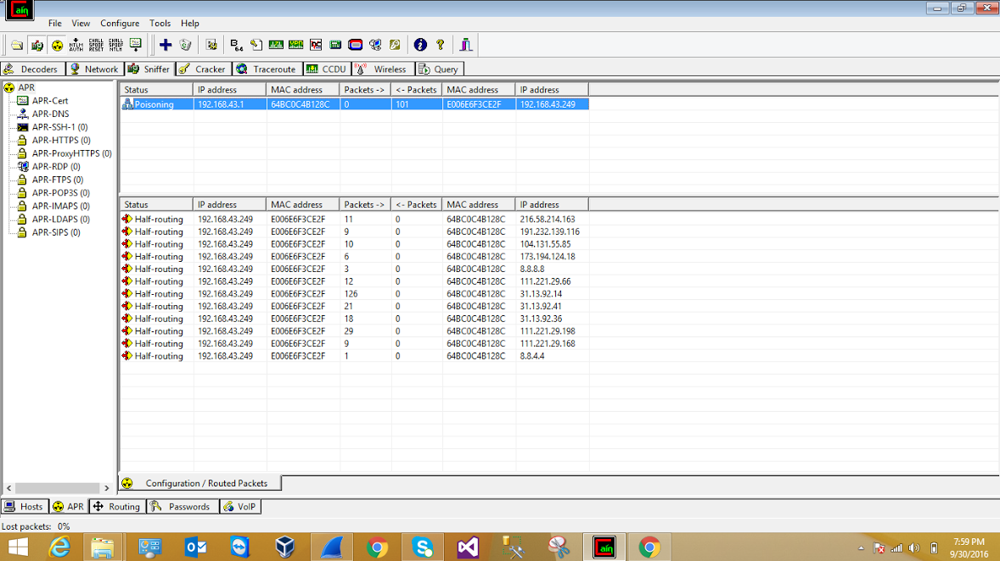 Cain
File View Configure Tools Help
B 64
NTLM AUTH CHALL SPOOF RESET CHALL SPOOF NTLM
Decoders Network Sniffer Cracker Traceroute CCDU Wireless Query
APR
APR-Cert
APR-DNS
APR-SSH-1 (0)
APR-HTTPS (0)
APR-ProxyHTTPS (0)
APR-RDP (0)
APR-FTPS (0)
APR-POP3S (0)
APR-IMAPS (0)
APR-LDAPS (0)
APR-SIPS (0)
Status IP address MAC address Packets -> <- Packets MAC address IP address
Poisoning 192.168.43.1 64BC0C4B128C 0 101 E006E6F3CE2F 192.168.43.249
Status IP address MAC address Packets -> <- Packets MAC address IP address
Half-routing 192.168.43.249 E006E6F3CE2F 11 0 64BC0C4B128C 216.58.214.163
Half-routing 192.168.43.249 E006E6F3CE2F 9 0 64BC0C4B128C 191.232.139.116
Half-routing 192.168.43.249 E006E6F3CE2F 10 0 64BC0C4B128C 104.131.55.85
Half-routing 192.168.43.249 E006E6F3CE2F 6 0 64BC0C4B128C 173.194.124.18
Half-routing 192.168.43.249 E006E6F3CE2F 3 0 64BC0C4B128C 8.8.8.8
Half-routing 192.168.43.249 E006E6F3CE2F 12 0 64BC0C4B128C 111.221.29.66
Half-routing 192.168.43.249 E006E6F3CE2F 126 0 64BC0C4B128C 31.13.92.14
Half-routing 192.168.43.249 E006E6F3CE2F 21 0 64BC0C4B128C 31.13.92.41
Half-routing 192.168.43.249 E006E6F3CE2F 18 0 64BC0C4B128C 31.13.92.36
Half-routing 192.168.43.249 E006E6F3CE2F 29 0 64BC0C4B128C 111.221.29.198
Half-routing 192.168.43.249 E006E6F3CE2F 9 0 64BC0C4B128C 111.221.29.168
Half-routing 192.168.43.249 E006E6F3CE2F 1 0 64BC0C4B128C 8.8.4.4
Configuration / Routed Packets
Hosts APR Routing Passwords VoIP
Lost packets: 0%
Cain
7:59 PM
9/30/2016